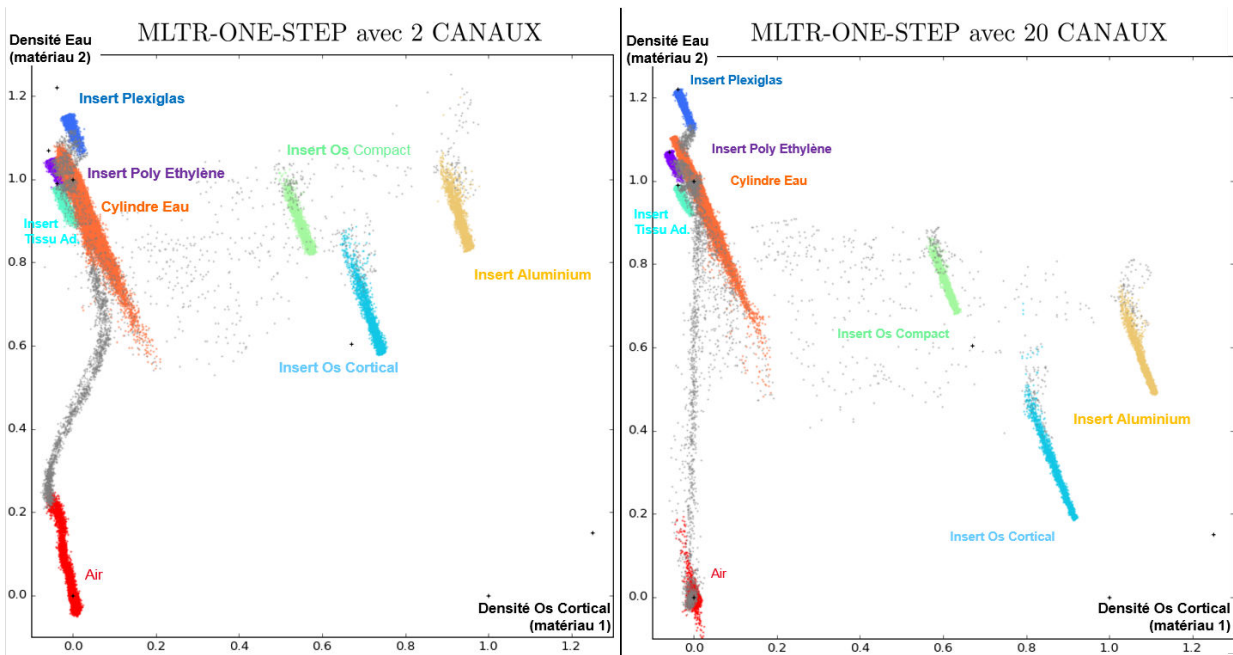 MLTR-ONE-STEP avec 2 CANAUX
Densité Eau
(matériau 2)
1.2
1.0
0.8
0.6
0.4
0.2
0.0
Insert Plexiglas
Insert Os Compact
Insert Poly Ethylène
Cylindre Eau
Insert
Tissu Ad.
Insert Aluminium
Insert Os Cortical
Air
Densité Os Cortical
(matériau 1)
0.0
0.2
0.4
0.6
0.8
1.0
1.2
MLTR-ONE-STEP avec 20 CANAUX
Densité Eau
(matériau 2)
1.2
1.0
0.8
0.6
0.4
0.2
0.0
Insert Plexiglas
Insert Poly Ethylène
Cylindre Eau
Insert
Tissu Ad.
Insert Os Compact
Insert Aluminium
Insert Os Cortical
Air
Densité Os Cortical
(matériau 1)
0.0
0.2
0.4
0.6
0.8
1.0
1.2